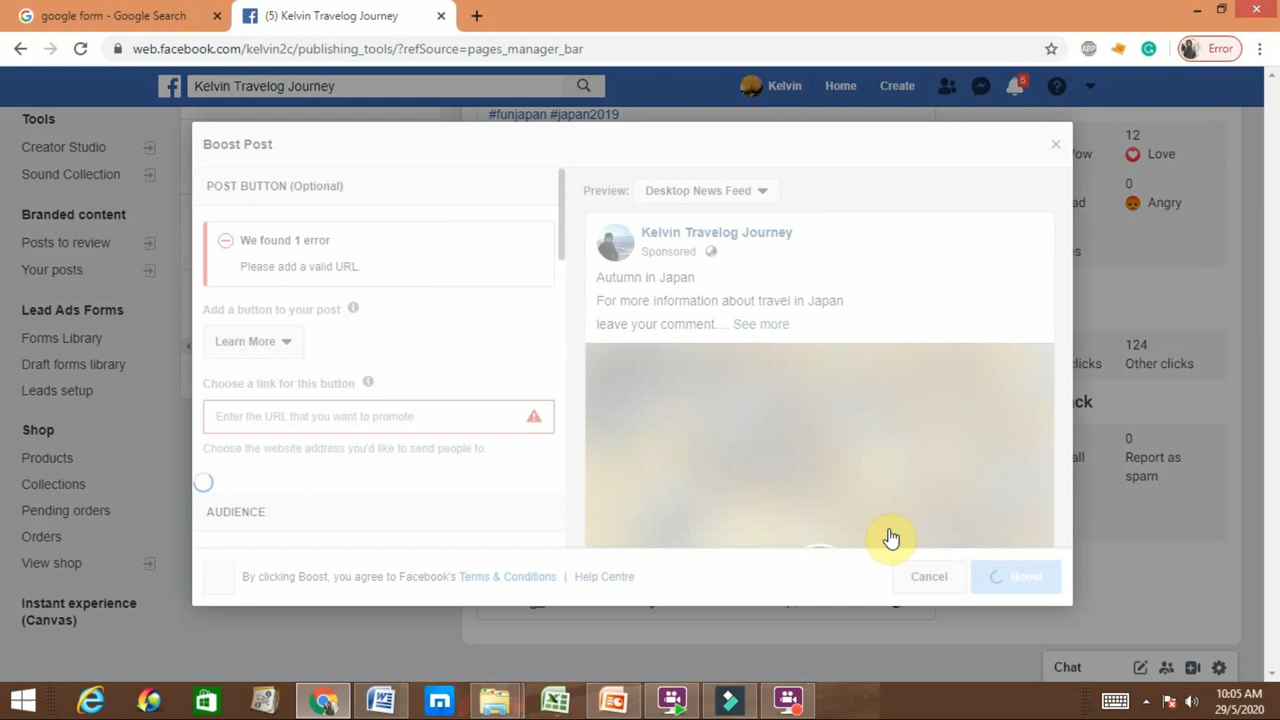 google form - Google Search
(5) Kelvin Travelog Journey
web.facebook.com/kelvin2c/publishing_tools/?refSource=pages_manager_bar
ABP
Error
Kelvin Travelog Journey
Kelvin
Home
Create
5
Tools
Creator Studio
Sound Collection
Branded content
Posts to review
Your posts
Lead Ads Forms
Forms Library
Draft forms library
Leads setup
Shop
Products
Collections
Pending orders
Orders
View shop
Instant experience
(Canvas)
#funjapan #japan2019
Boost Post
POST BUTTON (Optional)
We found 1 error
Please add a valid URL.
Add a button to your post
Learn More
Choose a link for this button
Enter the URL that you want to promote
Choose the website address you'd like to send people to.
AUDIENCE
Preview:
Desktop News Feed
Kelvin Travelog Journey
Sponsored
Autumn in Japan
For more information about travel in Japan
leave your comment.... See more
By clicking Boost, you agree to Facebook's Terms & Conditions | Help Centre
Cancel
Boost
12
Love
0
Angry
124
clicks
Other clicks
0
Report as
spam
Chat
10:05 AM
29/5/2020